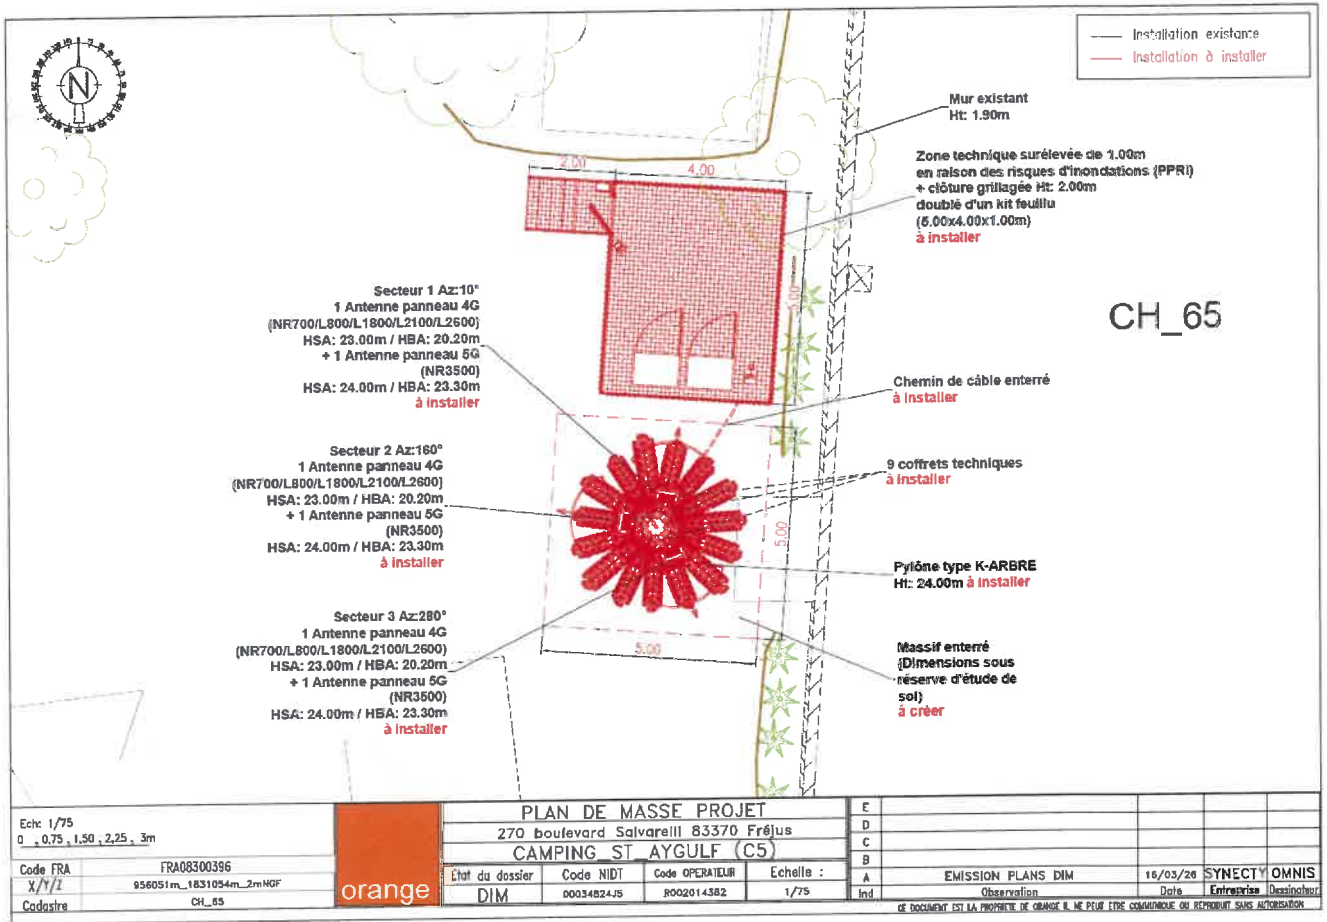 N
Installation existante
Installation à installer
Mur existant
Ht: 1.90m
Zone technique surélevée de 1.00m
en raison des risques d'inondations (PPRI)
+ clôture grillagée Ht: 2.00m
doublé d'un kit feuillu
(5.00x4.00x1.00m)
à installer
2.00
4.00
5.00
CH_65
Secteur 1 Az:10°
1 Antenne panneau 4G
(NR700/L800/L1800/L2100/L2600)
HSA: 23.00m / HBA: 20.20m
+ 1 Antenne panneau 5G
(NR3500)
HSA: 24.00m / HBA: 23.30m
à installer
Chemin de câble enterré
à installer
Secteur 2 Az:160°
1 Antenne panneau 4G
(NR700/L800/L1800/L2100/L2600)
HSA: 23.00m / HBA: 20.20m
+ 1 Antenne panneau 5G
(NR3500)
HSA: 24.00m / HBA: 23.30m
à installer
9 coffrets techniques
à installer
5.00
Pylône type K-ARBRE
Ht: 24.00m à installer
Secteur 3 Az:280°
1 Antenne panneau 4G
(NR700/L800/L1800/L2100/L2600)
HSA: 23.00m / HBA: 20.20m
+ 1 Antenne panneau 5G
(NR3500)
HSA: 24.00m / HBA: 23.30m
à installer
5.00
Massif enterré
(Dimensions sous
réserve d'étude de
sol)
à créer
Ech: 1/75
0 0,75 1,50 2,25 3m
Code FRA FRA08300396
X/Y/Z 956051m_1831054m_2mNGF
Cadastre CH_65
orange
PLAN DE MASSE PROJET
270 boulevard Salvarelli 83370 Fréjus
CAMPING_ST_AYGULF (C5)
État du dossier Code NIDT Code OPERATEUR Echelle :
DIM 00034824J5 R002014382 1/75
E
D
C
B
A EMISSION PLANS DIM 16/03/26 SYNECTY OMNIS
Ind Observation Date Entreprise Dessinateur
CE DOCUMENT EST LA PROPRIETE DE ORANGE IL NE PEUT ETRE COMMUNIQUE OU REPRODUIT SANS AUTORISATION